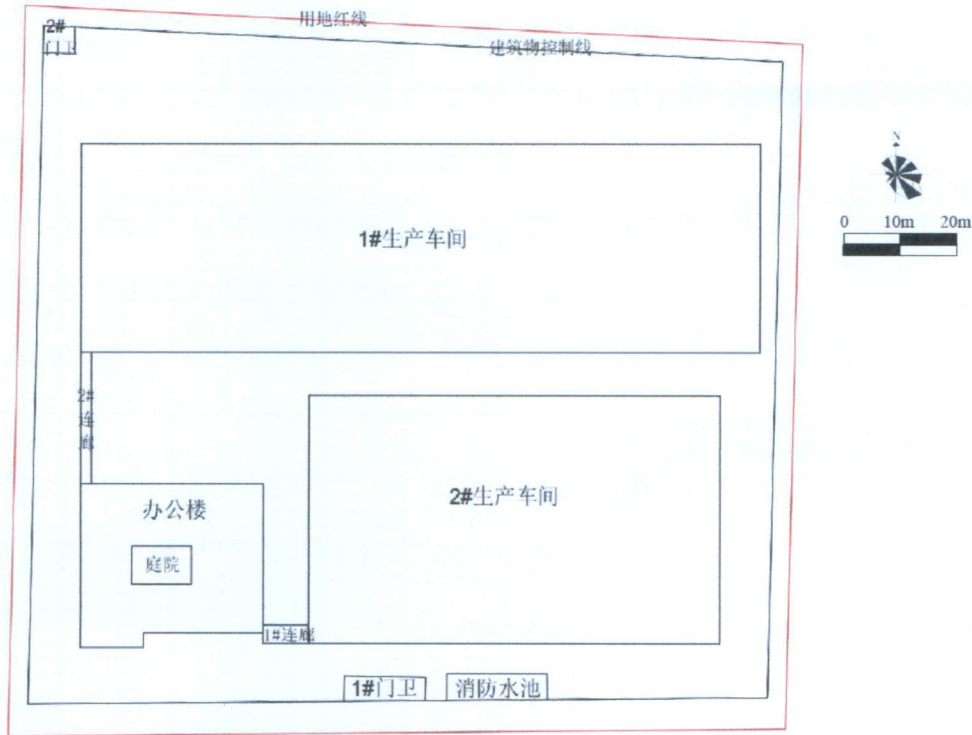 用地红线
2#
门卫
建筑物控制线
N
0 10m 20m
1#生产车间
2#
连
廊
2#生产车间
办公楼
庭院
1#连廊
1#门卫
消防水池